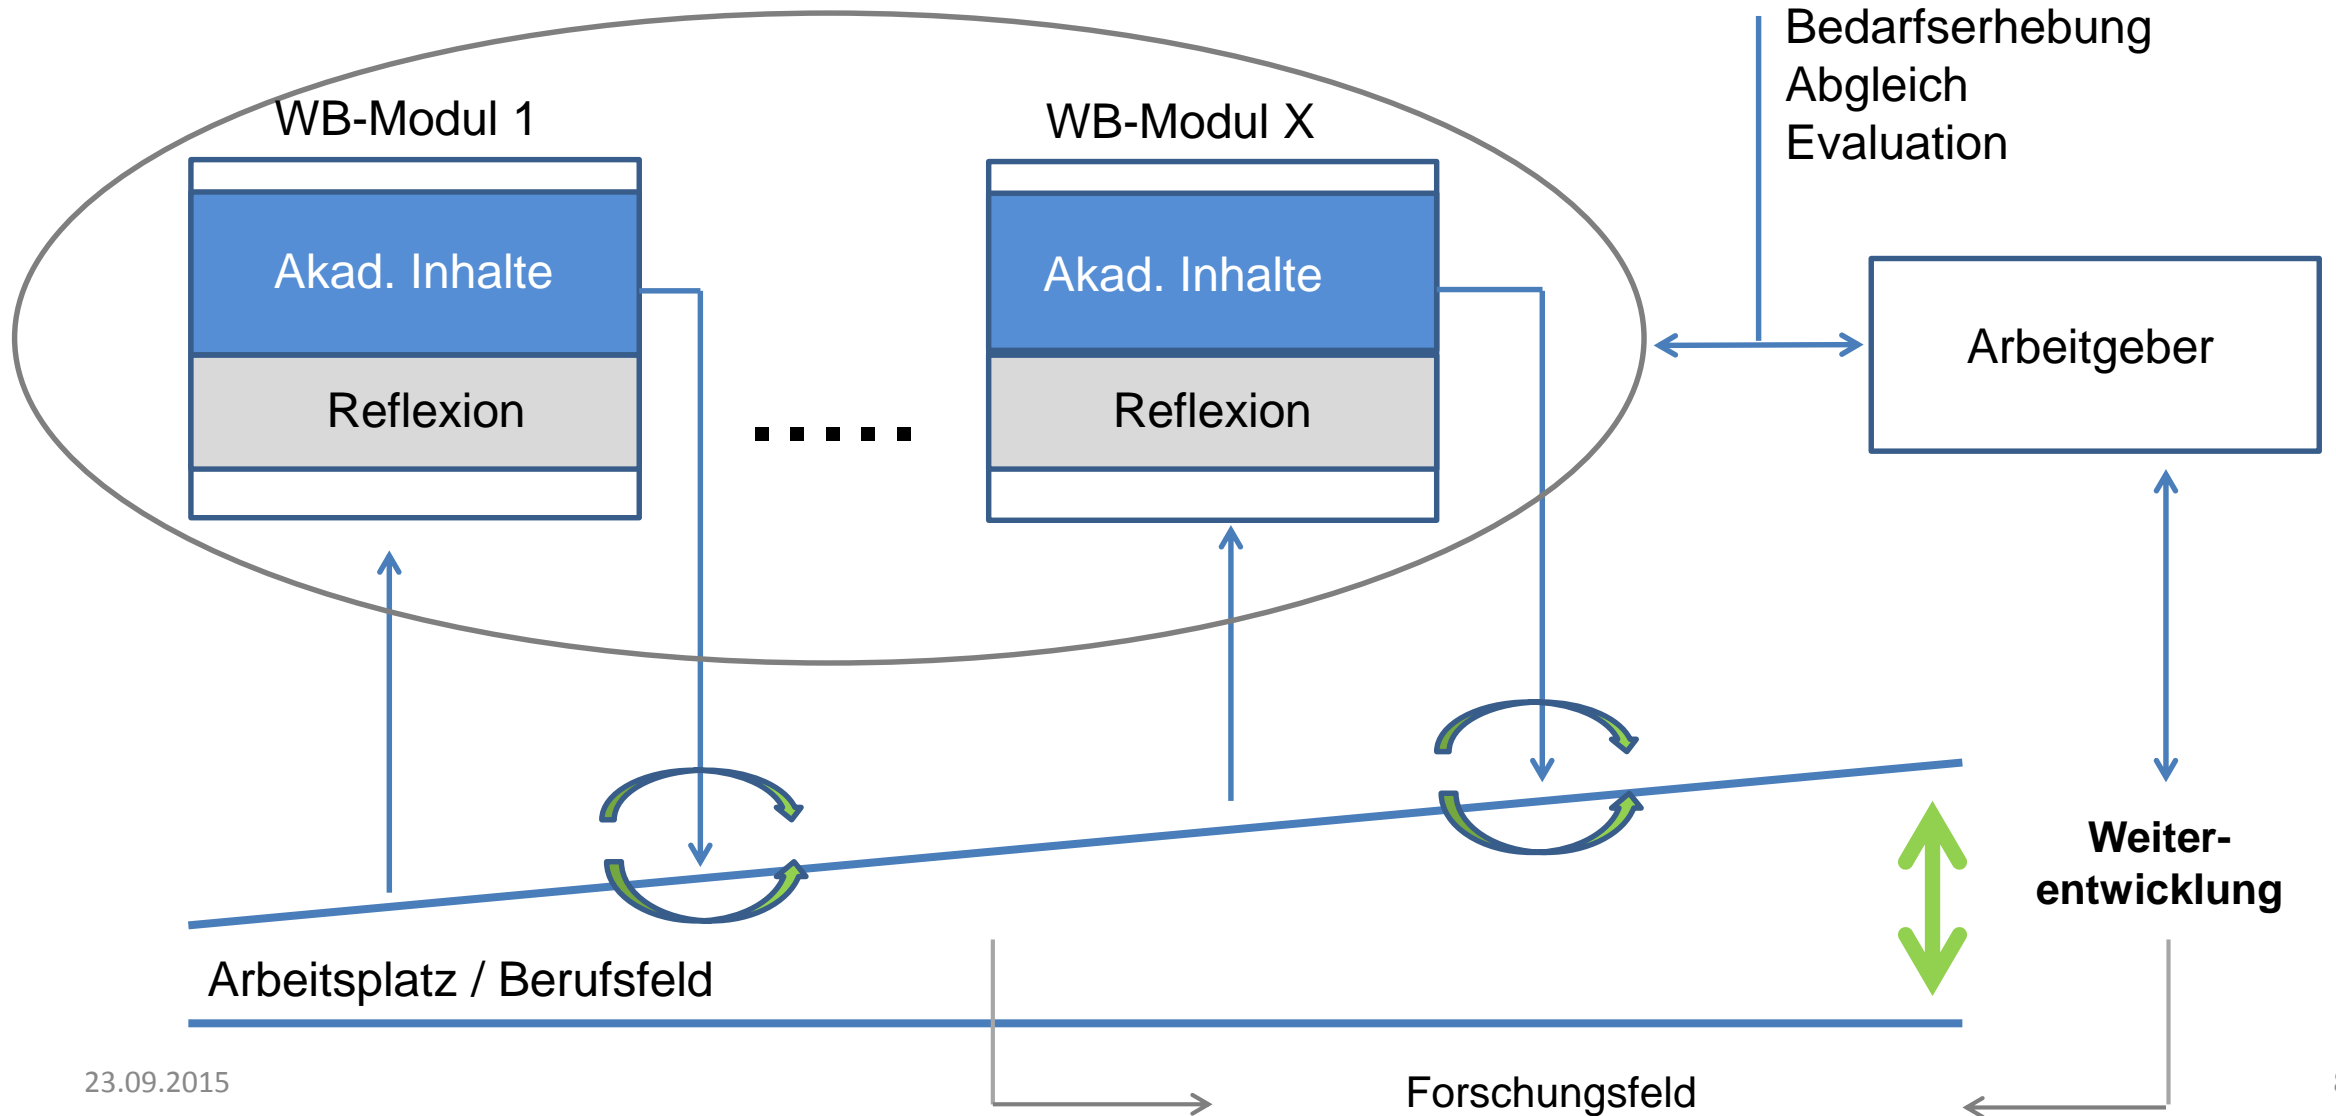 Bedarfserhebung
Abgleich
Evaluation
WB-Modul 1
WB-Modul X
Akad. Inhalte
Akad. Inhalte
Arbeitgeber
Reflexion
Reflexion
Weiter-
entwicklung
Arbeitsplatz / Berufsfeld
23.09.2015
Forschungsfeld